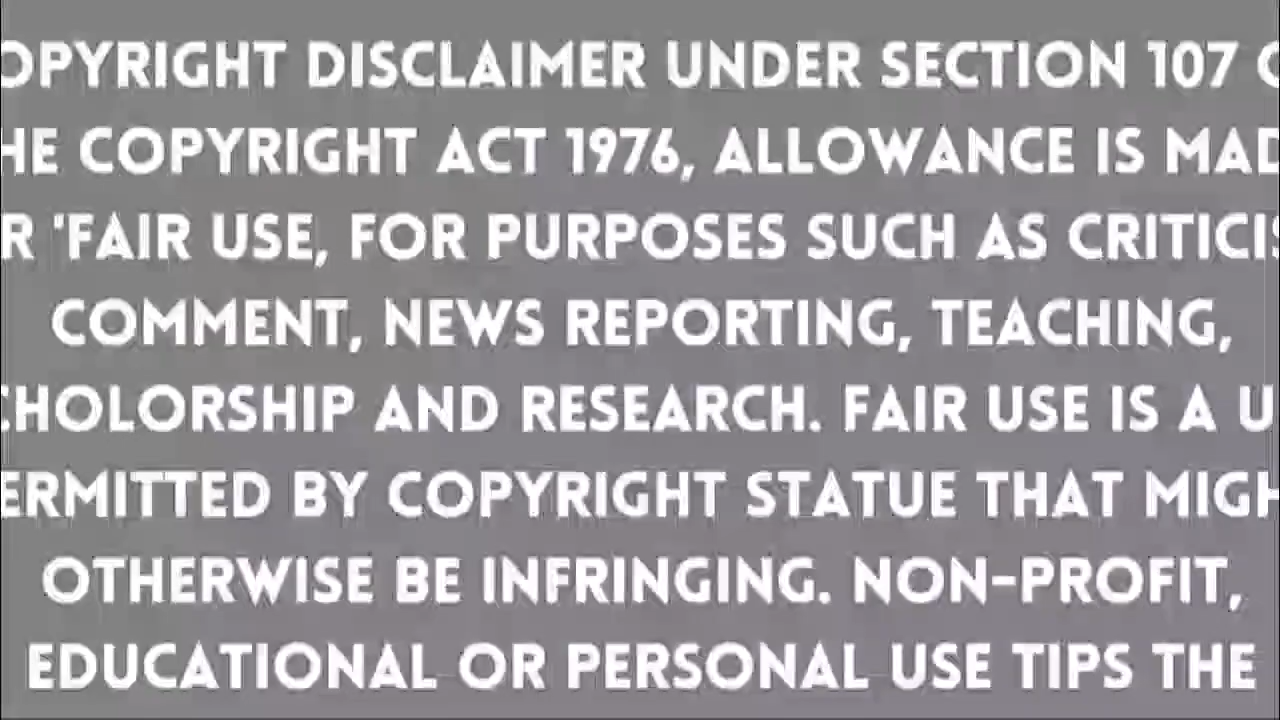 OPYRIGHT DISCLAIMER UNDER SECTION 107
HE COPYRIGHT ACT 1976, ALLOWANCE IS MAD
R 'FAIR USE, FOR PURPOSES SUCH AS CRITICIS
COMMENT, NEWS REPORTING, TEACHING,
CHOLORSHIP AND RESEARCH. FAIR USE IS A U
ERMITTED BY COPYRIGHT STATUE THAT MIGH
OTHERWISE BE INFRINGING. NON-PROFIT,
EDUCATIONAL OR PERSONAL USE TIPS THE